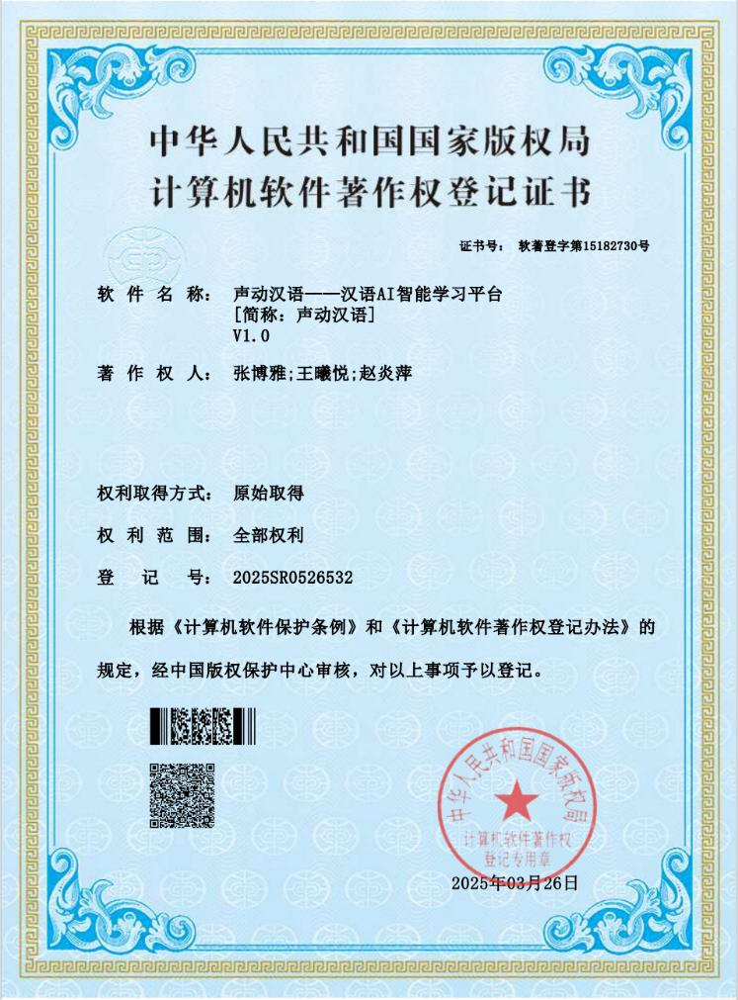 中华人民共和国国家版权局
计算机软件著作权登记证书
证书号： 软著登字第15182730号
软件名称： 声动汉语——汉语AI智能学习平台
[简称：声动汉语]
V1.0
著作权人： 张博雅;王曦悦;赵炎萍
权利取得方式： 原始取得
权利范围： 全部权利
登记号： 2025SR0526532
根据《计算机软件保护条例》和《计算机软件著作权登记办法》的
规定，经中国版权保护中心审核，对以上事项予以登记。
中华人民共和国国家版权局
计算机软件著作权
登记专用章
2025年03月26日